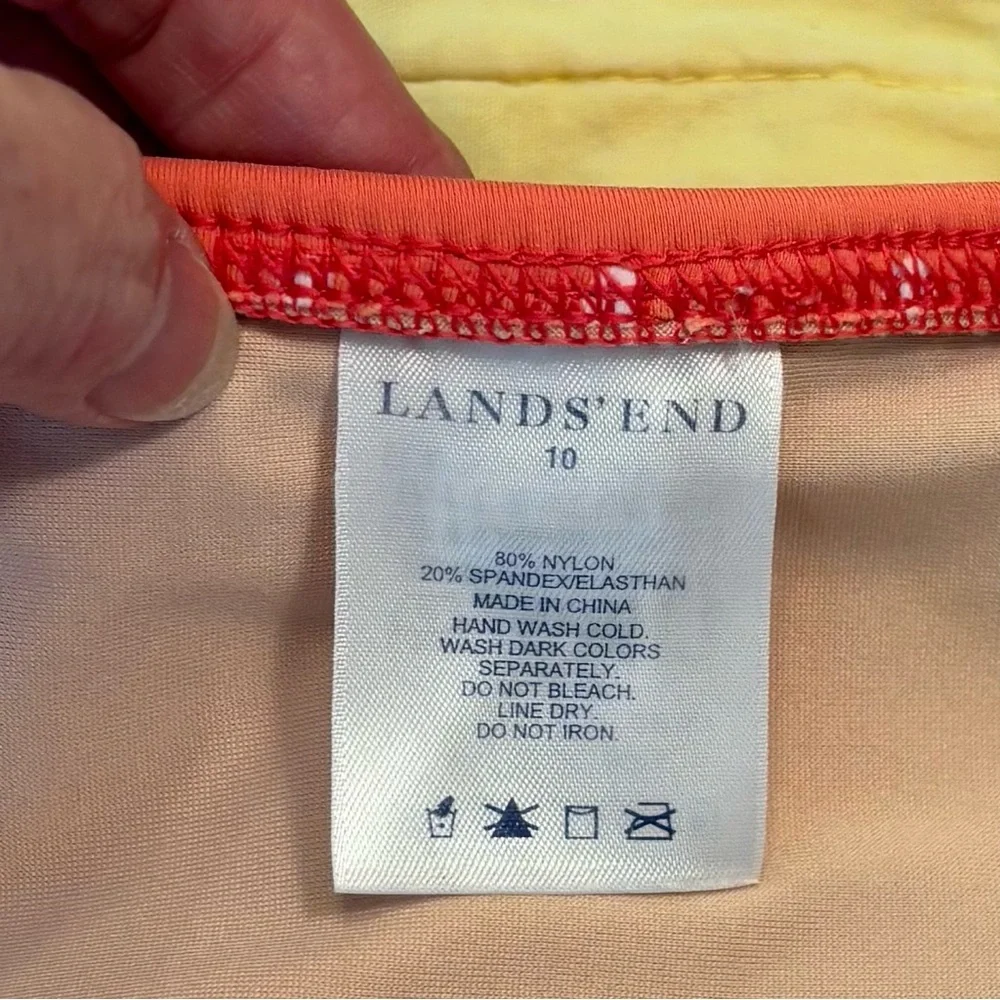 LANDS' END
10
80% NYLON
20% SPANDEX/ELASTHAN
MADE IN CHINA
HAND WASH COLD.
WASH DARK COLORS
SEPARATELY.
DO NOT BLEACH.
LINE DRY.
DO NOT IRON.